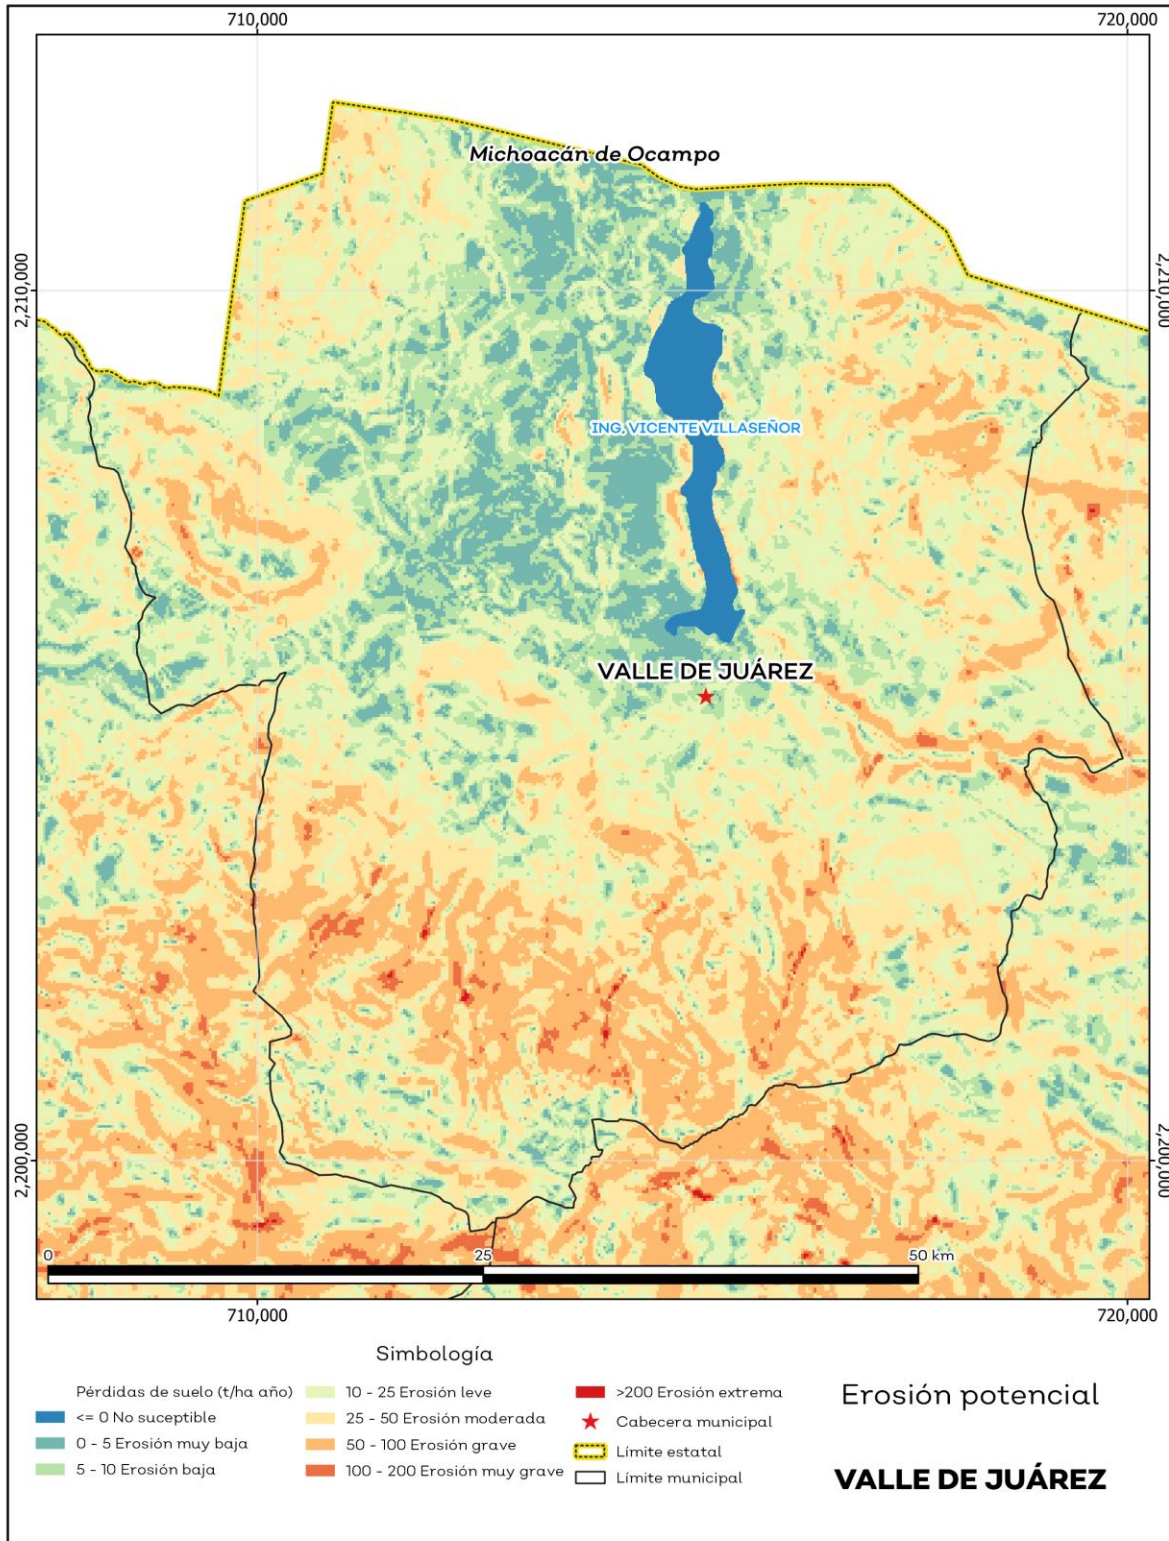 710,000 720,000
Michoacán de Ocampo
2,210,000 2,210,000
ING. VICENTE VILLASEÑOR
VALLE DE JUÁREZ
2,200,000 2,200,000
0 25 50 km
710,000 720,000
Simbología
Pérdidas de suelo (t/ha año)
<= 0 No suceptible
0 - 5 Erosión muy baja
5 - 10 Erosión baja
10 - 25 Erosión leve
25 - 50 Erosión moderada
50 - 100 Erosión grave
100 - 200 Erosión muy grave
>200 Erosión extrema
Cabecera municipal
Límite estatal
Límite municipal
Erosión potencial
VALLE DE JUÁREZ